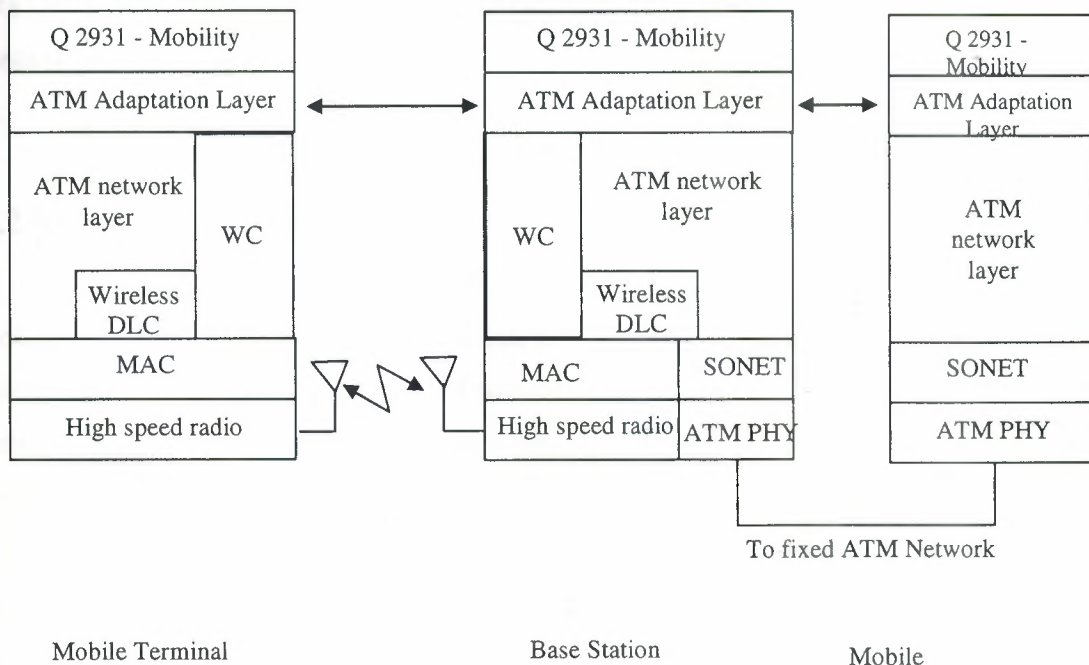 Q 2931 - Mobility
ATM Adaptation Layer
ATM network
layer
WC
Wireless
DLC
MAC
High speed radio
Q 2931 - Mobility
ATM Adaptation Layer
WC
ATM network
layer
Wireless
DLC
MAC
SONET
High speed radio
ATM PHY
Q 2931 -
Mobility
ATM Adaptation
Layer
ATM
network
layer
SONET
ATM PHY
To fixed ATM Network
Mobile Terminal
Base Station
Mobile